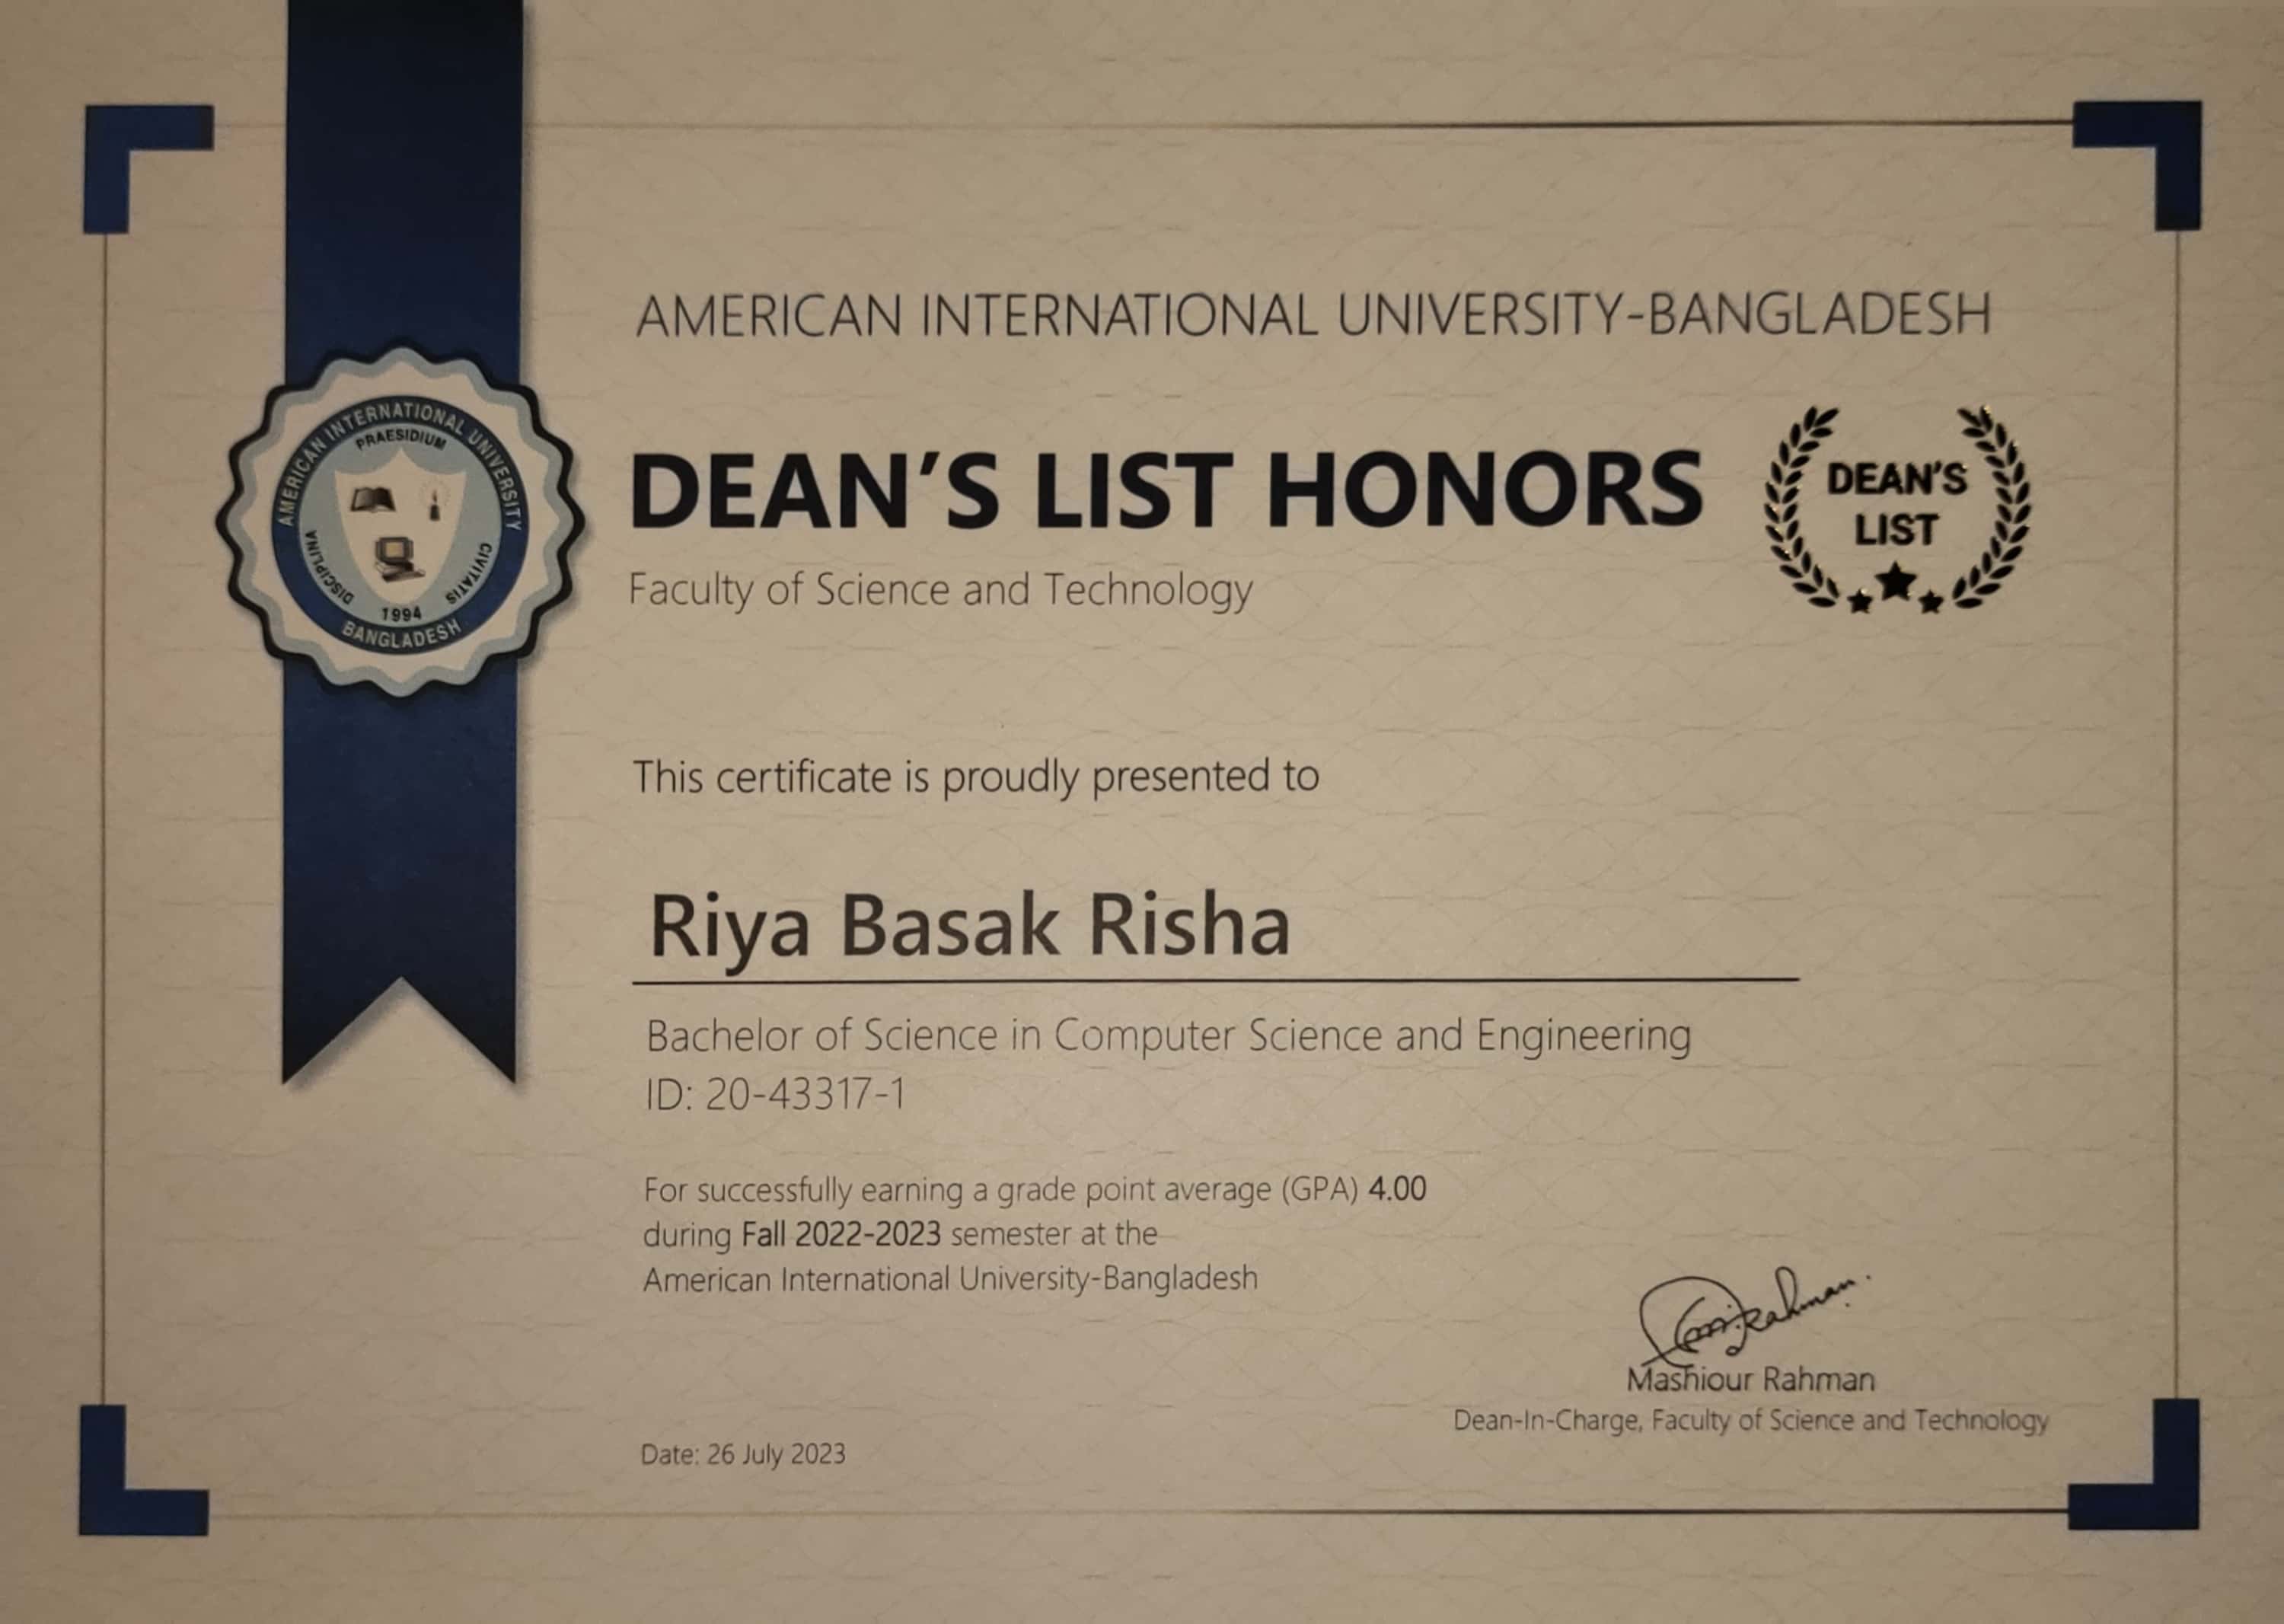 AMERICAN INTERNATIONAL UNIVERSITY-BANGLADESH
AMERICAN INTERNATIONAL UNIVERSITY
PRAESIDIUM
DISCIPLINA
CIVITATIS
1994
BANGLADESH
DEAN'S LIST HONORS
DEAN'S
LIST
Faculty of Science and Technology
This certificate is proudly presented to
Riya Basak Risha
Bachelor of Science in Computer Science and Engineering
ID: 20-43317-1
For successfully earning a grade point average (GPA) 4.00
during Fall 2022-2023 semester at the
American International University-Bangladesh
Mashiour Rahman
Dean-In-Charge, Faculty of Science and Technology
Date: 26 July 2023